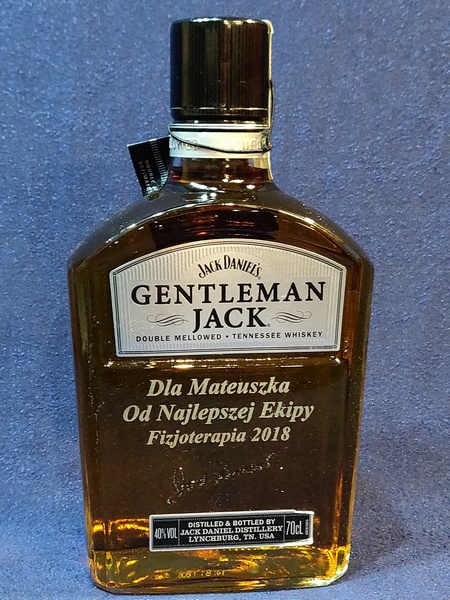 JACK DANIEL'S
GENTLEMAN
JACK
DOUBLE MELLOWED • TENNESSEE WHISKEY
Dla Mateuszka
Od Najlepszej Ekipy
Fizjoterapia 2018
40% VOL
DISTILLED & BOTTLED BY
JACK DANIEL DISTILLERY
LYNCHBURG, TN. USA
70cL